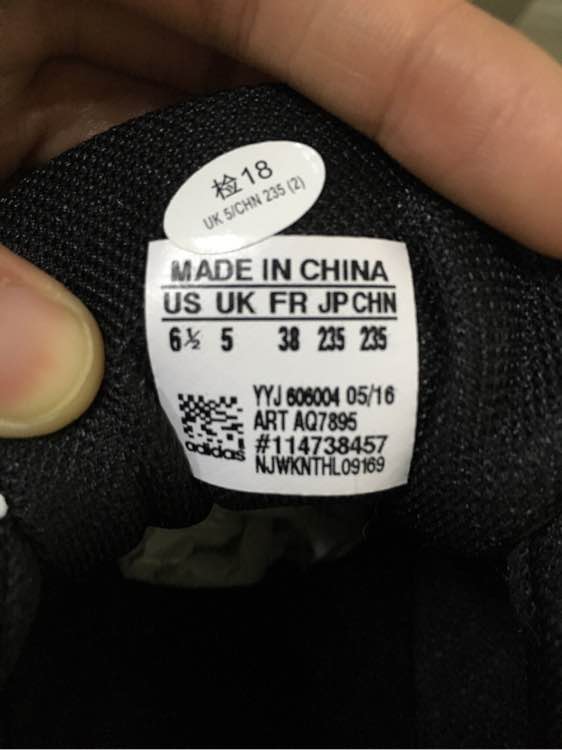 检18
UK 5/CHN 235 (2)
MADE IN CHINA
US UK FR JP CHN
6½ 5 38 235 235
YYJ 606004 05/16
ART AQ7895
#114738457
NJWKNTHL09169
adidas